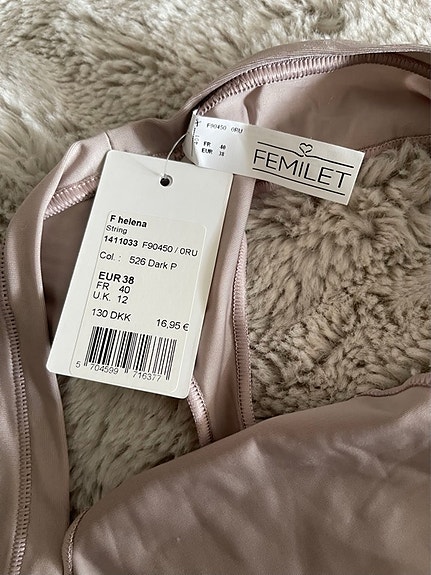 F90450 0RU
FR 40
EUR 38
FEMILET
F helena
String
1411033 F90450 / 0RU
Col. : 526 Dark P
EUR 38
FR 40
U.K. 12
130 DKK 16,95 €
5 704599 716377